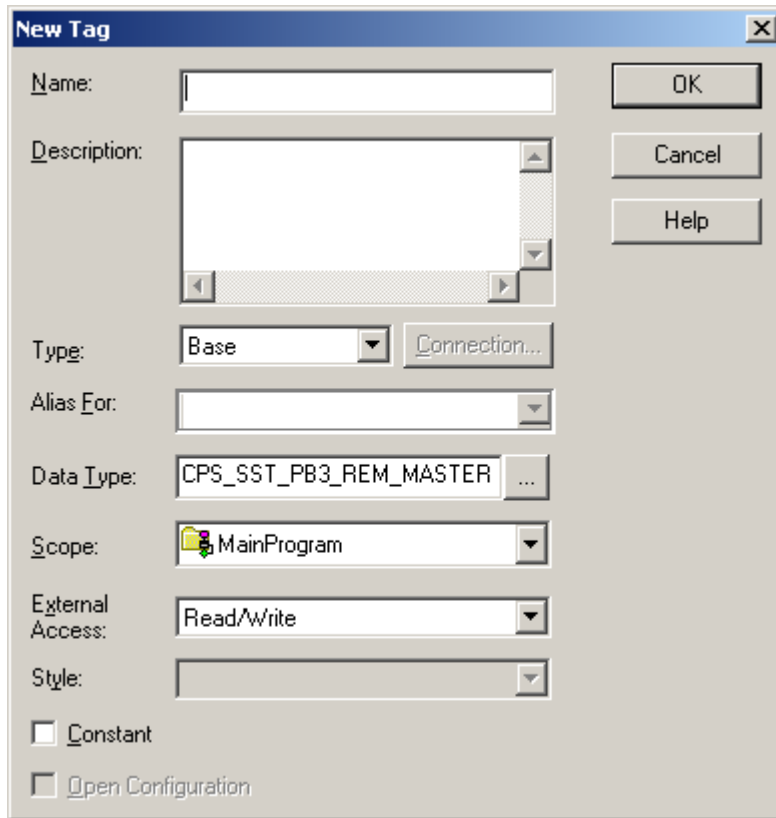 New Tag
Name:
OK
Description:
Cancel
Help
Type:
Base
Connection...
Alias For:
Data Type:
CPS_SST_PB3_REM_MASTER
...
Scope:
MainProgram
External
Access:
Read/Write
Style:
Constant
Open Configuration